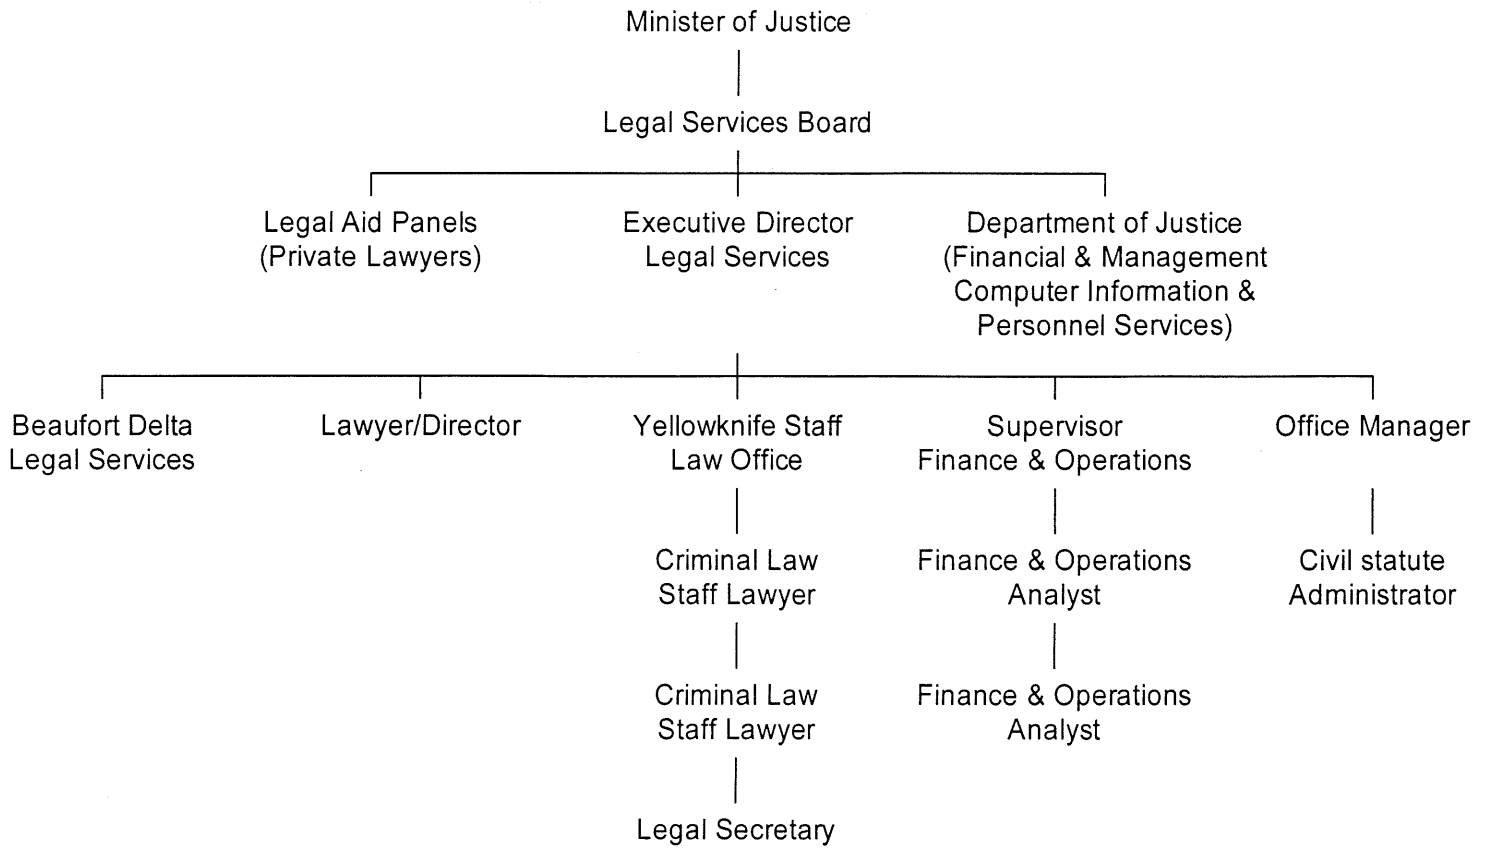 Minister of Justice
Legal Services Board
Legal Aid Panels
(Private Lawyers)
Executive Director
Legal Services
Department of Justice
(Financial & Management
Computer Information &
Personnel Services)
Beaufort Delta
Legal Services
Lawyer/Director
Yellowknife Staff
Law Office
Supervisor
Finance & Operations
Office Manager
Criminal Law
Staff Lawyer
Finance & Operations
Analyst
Civil statute
Administrator
Criminal Law
Staff Lawyer
Finance & Operations
Analyst
Legal Secretary